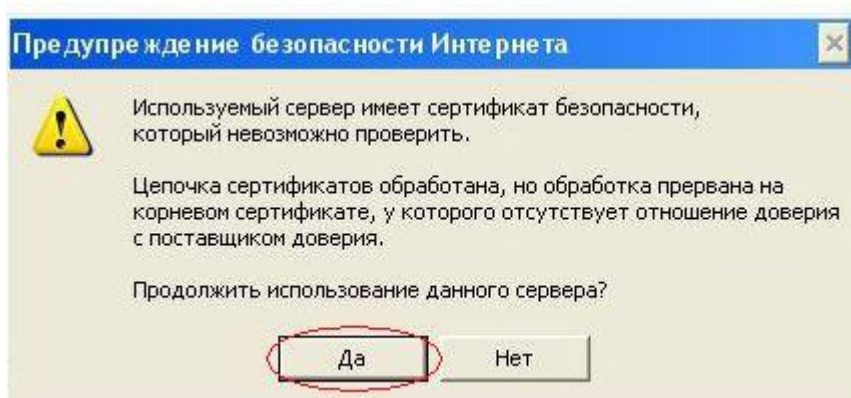 Предупреждение безопасности Интернета
Используемый сервер имеет сертификат безопасности,
который невозможно проверить.
Цепочка сертификатов обработана, но обработка прервана на
корневом сертификате, у которого отсутствует отношение доверия
с поставщиком доверия.
Продолжить использование данного сервера?
Да
Нет